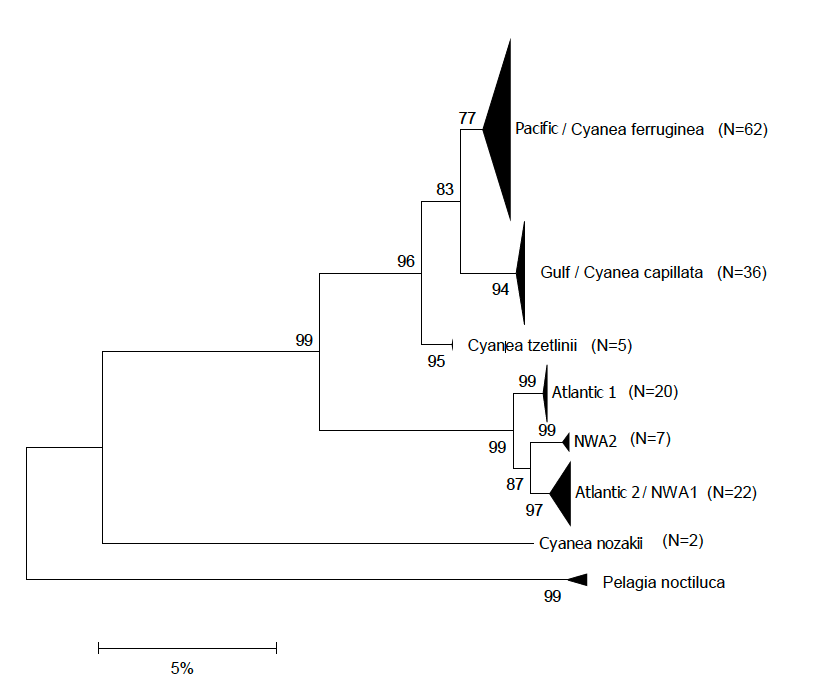 77
Pacific / Cyanea ferruginea (N=62)
83
96
Gulf / Cyanea capillata (N=36)
94
99
Cyanea tzetlinii (N=5)
95
99
Atlantic 1 (N=20)
99
NWA2 (N=7)
99
87
Atlantic 2 / NWA1 (N=22)
97
Cyanea nozakii (N=2)
Pelagia noctiluca
99
5%